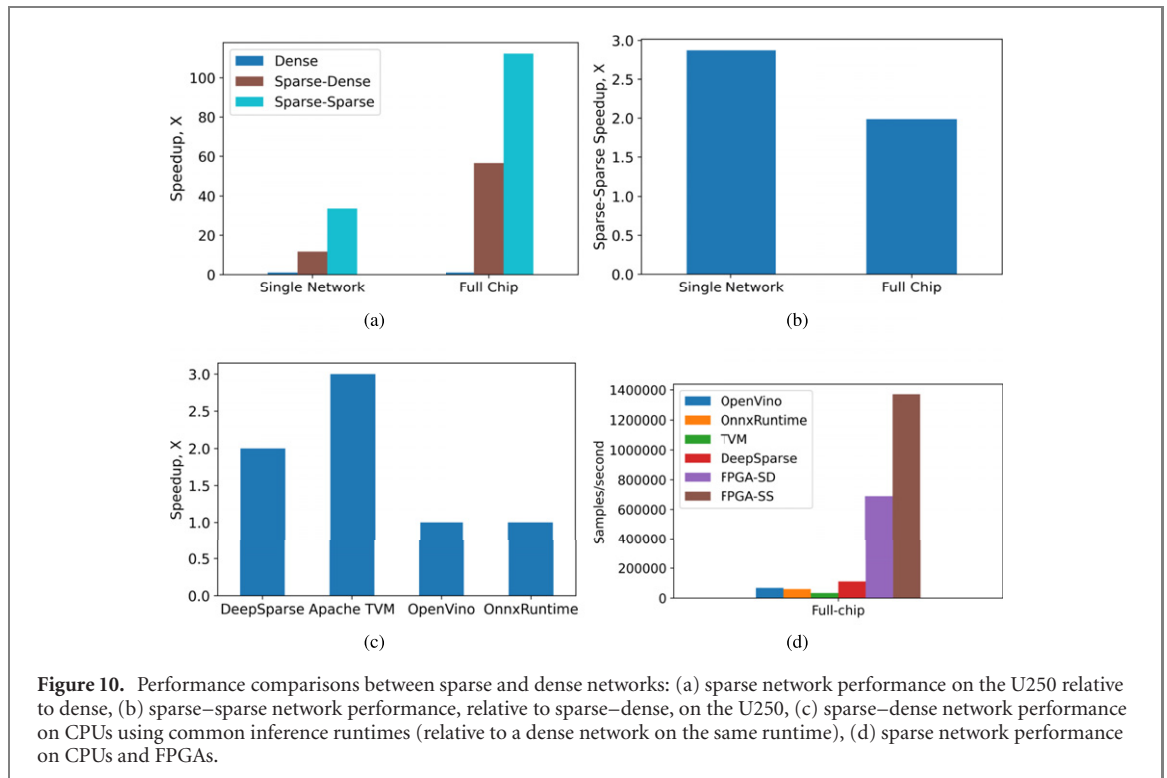 100
80
60
40
20
0
Speedup, X
Dense
Sparse-Dense
Sparse-Sparse
Single Network
Full Chip
(a)
3.0
2.5
2.0
1.5
1.0
0.5
0.0
Sparse-Sparse Speedup, X
Single Network
Full Chip
(b)
3.0
2.5
2.0
1.5
1.0
0.5
0.0
Speedup, X
DeepSparse Apache TVM OpenVino OnnxRuntime
(c)
1400000
1200000
1000000
800000
600000
400000
200000
0
Samples/second
OpenVino
OnnxRuntime
TVM
DeepSparse
FPGA-SD
FPGA-SS
Full-chip
(d)
Figure 10. Performance comparisons between sparse and dense networks: (a) sparse network performance on the U250 relative
to dense, (b) sparse–sparse network performance, relative to sparse–dense, on the U250, (c) sparse–dense network performance
on CPUs using common inference runtimes (relative to a dense network on the same runtime), (d) sparse network performance
on CPUs and FPGAs.